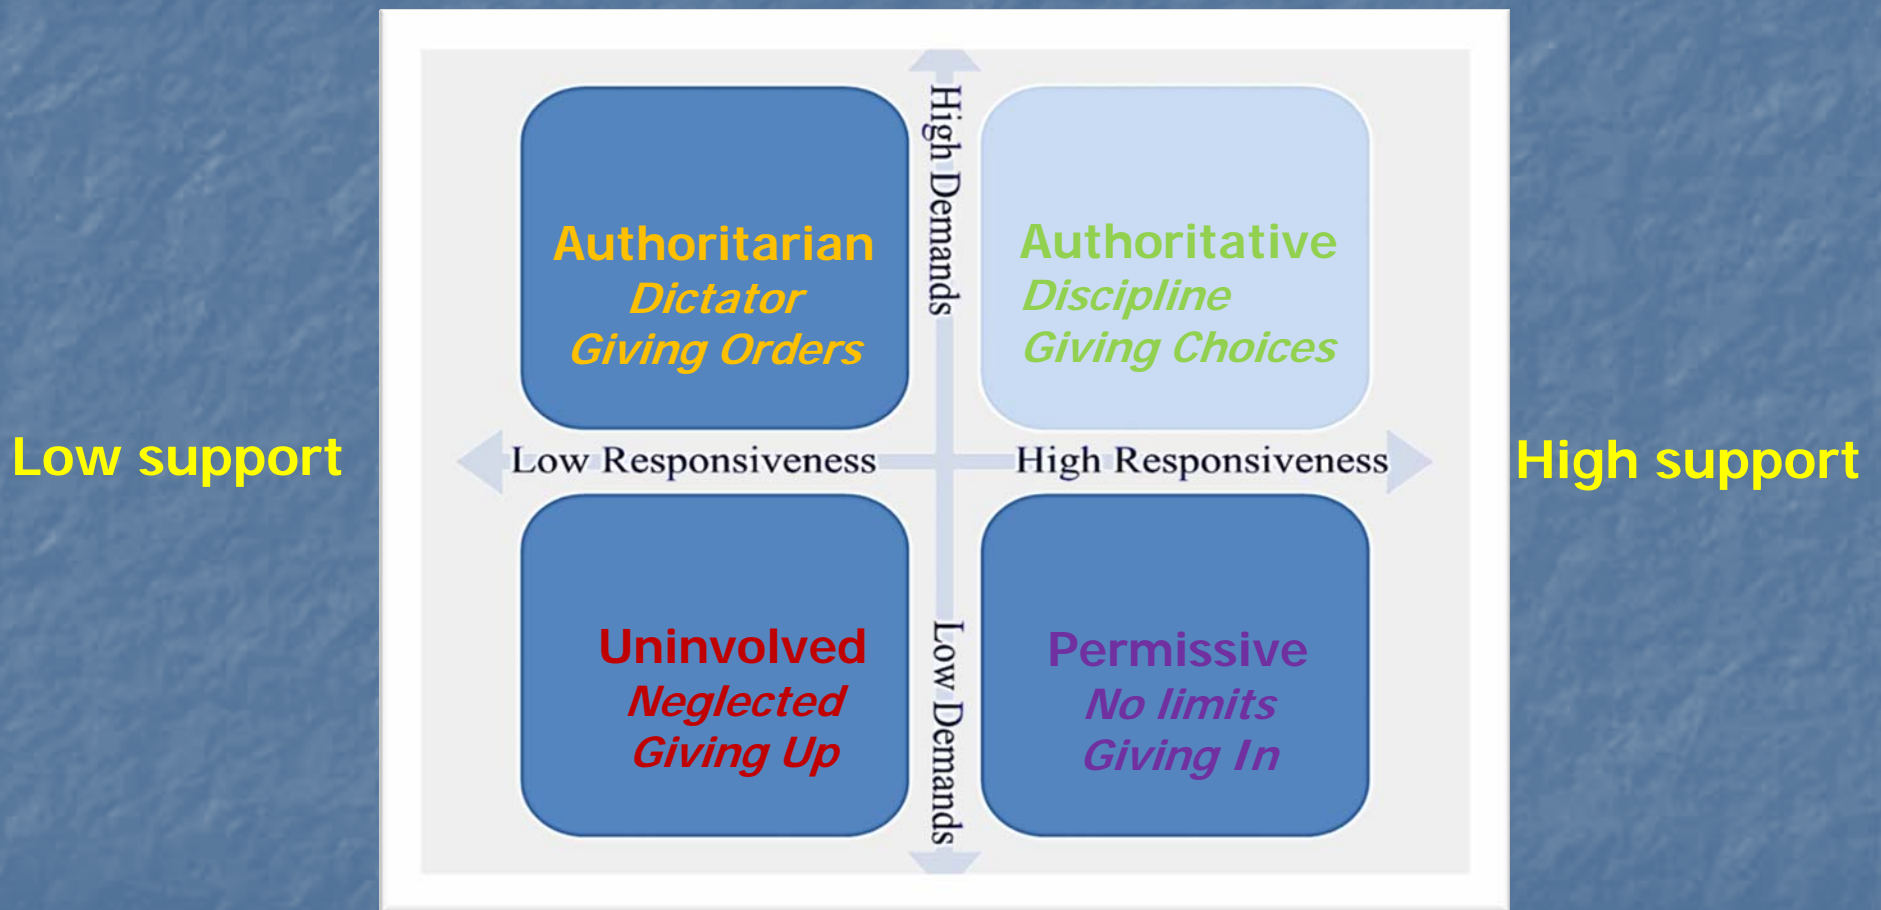 High Demands
Authoritarian
Dictator
Giving Orders
Authoritative
Discipline
Giving Choices
Low support
Low Responsiveness
High Responsiveness
High support
Uninvolved
Neglected
Giving Up
Low Demands
Permissive
No limits
Giving In